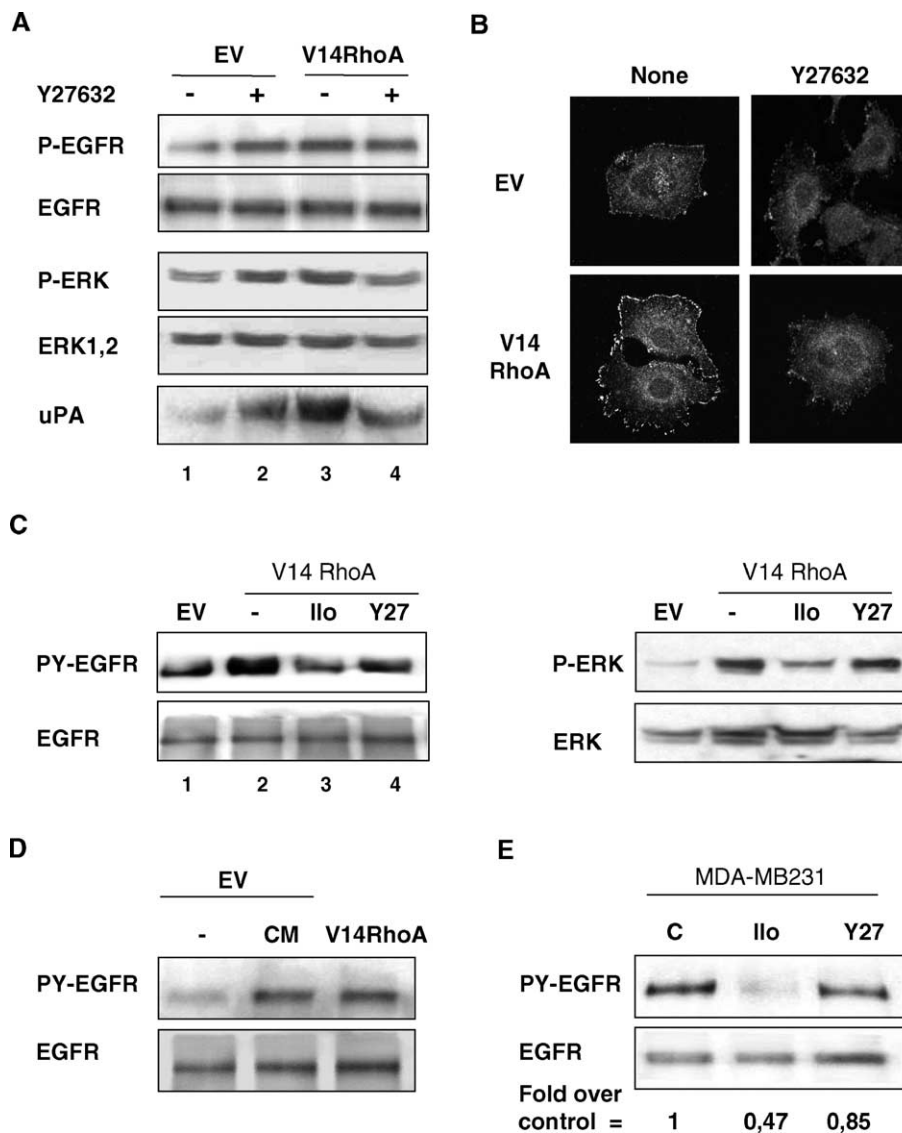 A
EV V14RhoA
Y27632 - + - +
P-EGFR
EGFR
P-ERK
ERK1,2
uPA
1 2 3 4
B
None Y27632
EV
V14
RhoA
C
V14 RhoA
EV - Ilo Y27
PY-EGFR
EGFR
1 2 3 4
V14 RhoA
EV - Ilo Y27
P-ERK
ERK
D
EV
- CM V14RhoA
PY-EGFR
EGFR
E
MDA-MB231
C Ilo Y27
PY-EGFR
EGFR
Fold over
control = 1 0,47 0,85